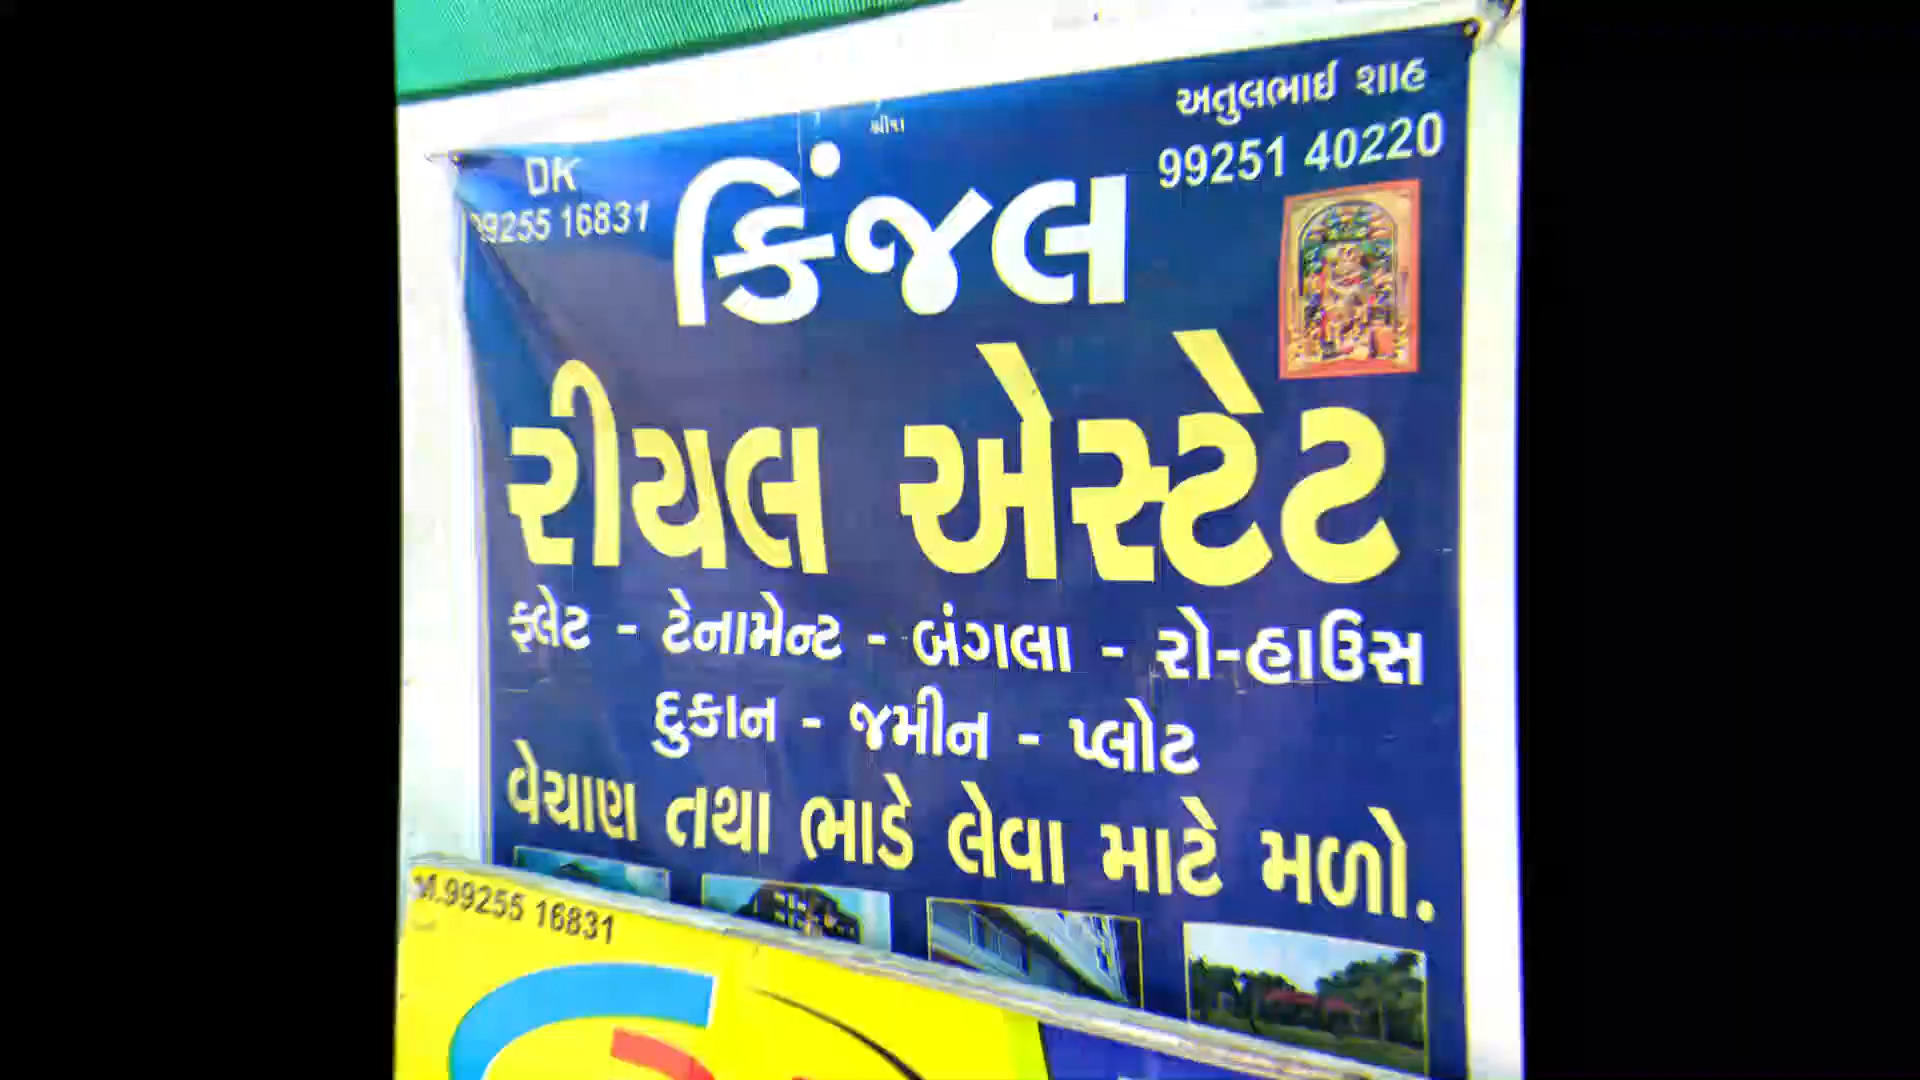 અતુલભાઈ શાહ
99251 40220
DK
99255 16831
કિંજલ
રીયલ એસ્ટેટ
ફ્લેટ - ટેનામેન્ટ - બંગલા - રો-હાઉસ
દુકાન - જમીન - પ્લોટ
વેચાણ તથા ભાડે લેવા માટે મળો.
M.99255 16831